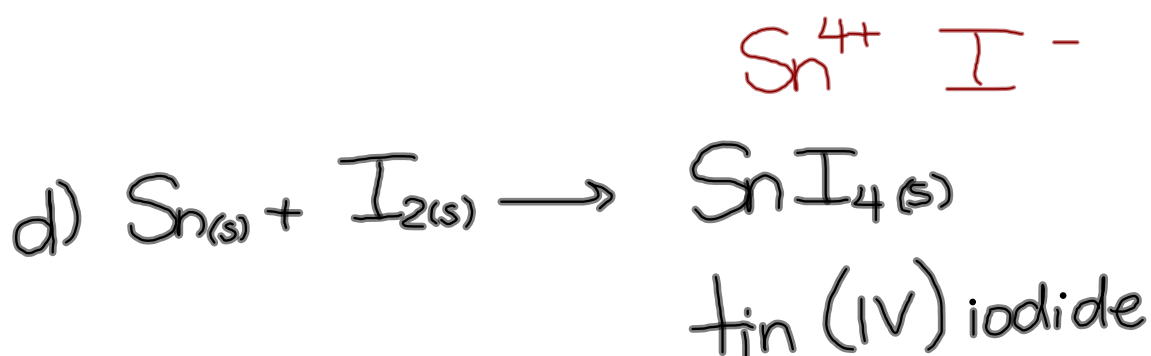 Sn⁴⁺ I⁻
d) Sn(s) + I₂(s) → SnI₄(s)
tin (IV) iodide